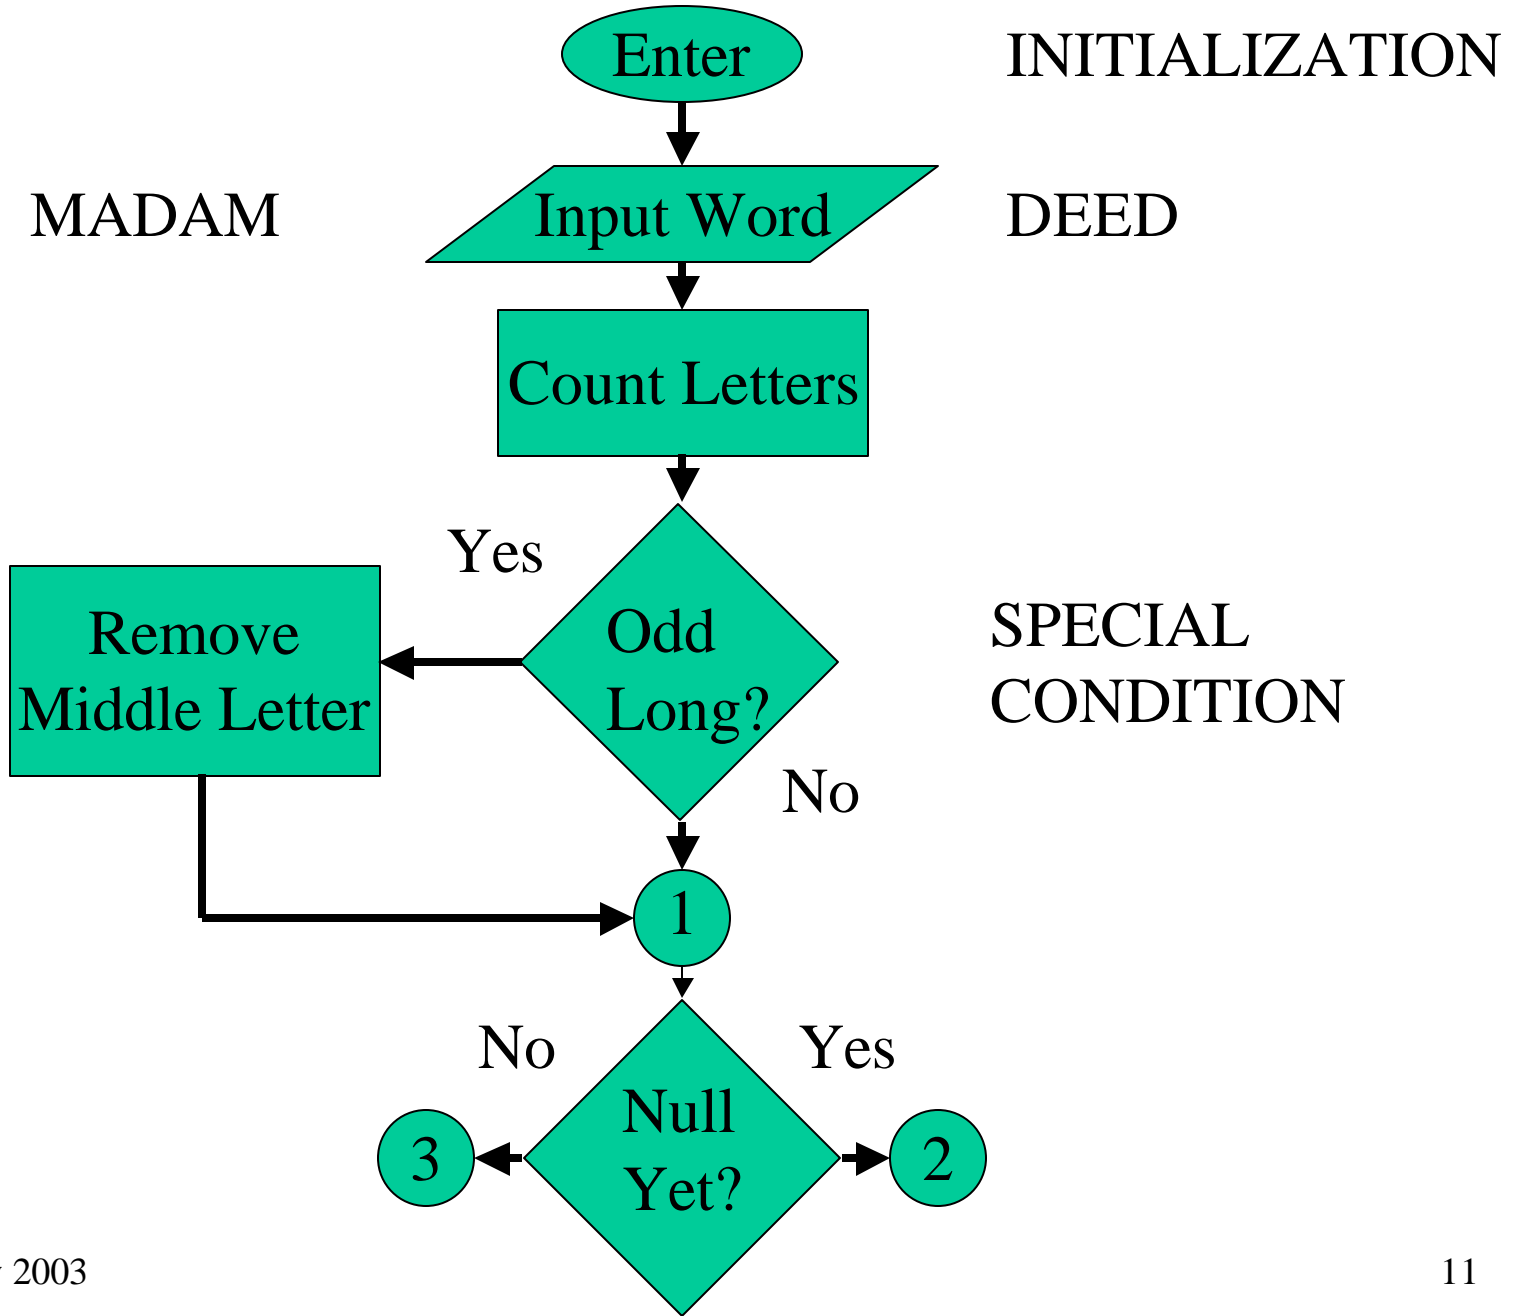 Enter
INITIALIZATION
MADAM
Input Word
DEED
Count Letters
Yes
Remove
Middle Letter
Odd
Long?
SPECIAL
CONDITION
No
1
No
Yes
3
Null
Yet?
2
2003
11